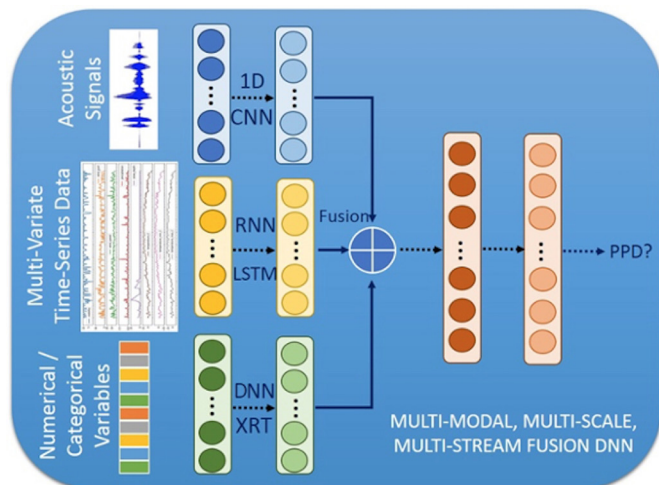 Acoustic
Signals
1D
CNN
Multi-Variate
Time-Series Data
RNN
LSTM
Fusion
PPD?
Numerical /
Categorical
Variables
DNN
XRT
MULTI-MODAL, MULTI-SCALE,
MULTI-STREAM FUSION DNN